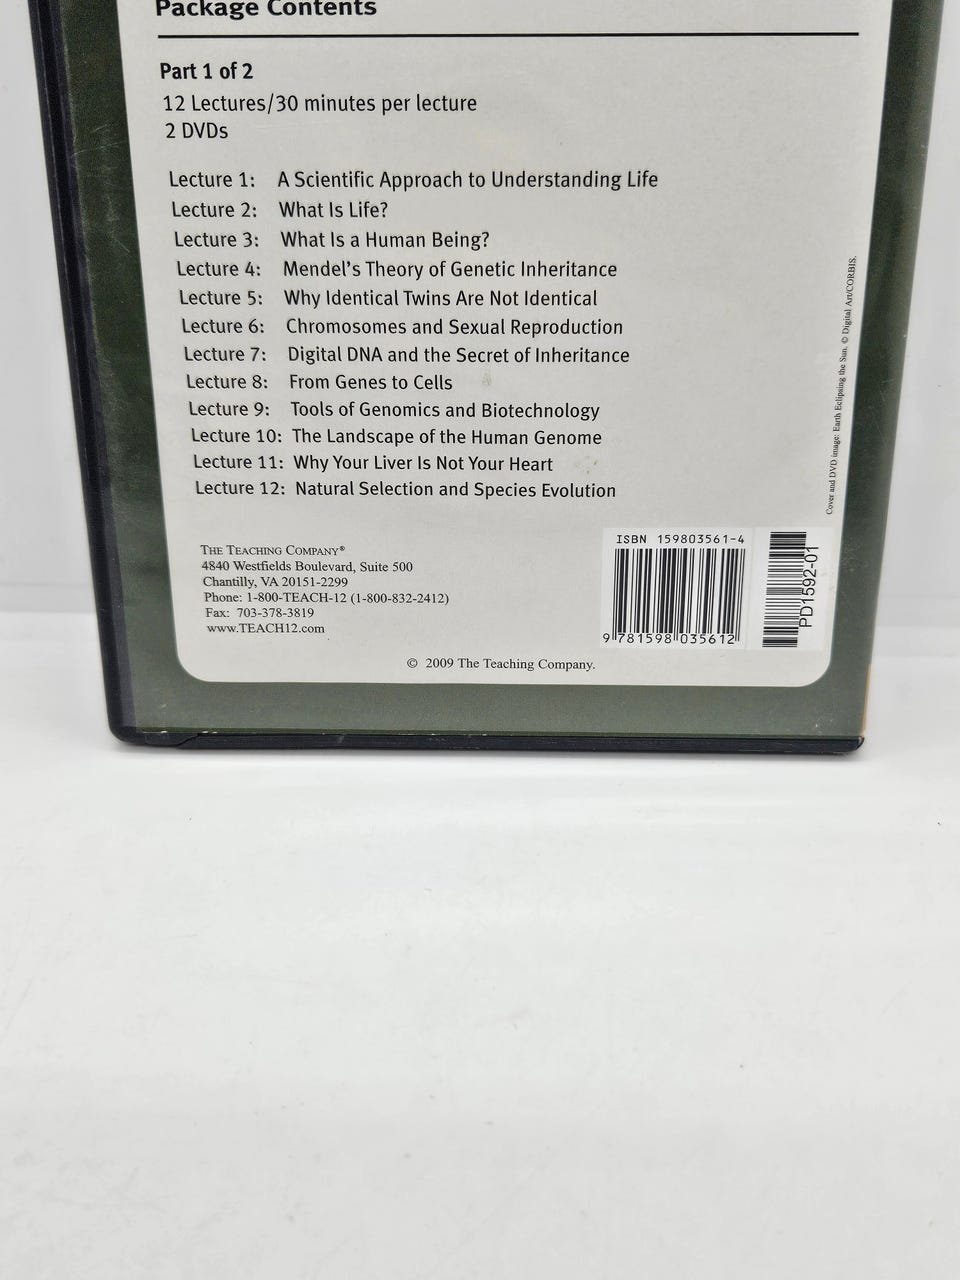 Package Contents
Part 1 of 2
12 Lectures/30 minutes per lecture
2 DVDs
Lecture 1: A Scientific Approach to Understanding Life
Lecture 2: What Is Life?
Lecture 3: What Is a Human Being?
Lecture 4: Mendel's Theory of Genetic Inheritance
Lecture 5: Why Identical Twins Are Not Identical
Lecture 6: Chromosomes and Sexual Reproduction
Lecture 7: Digital DNA and the Secret of Inheritance
Lecture 8: From Genes to Cells
Lecture 9: Tools of Genomics and Biotechnology
Lecture 10: The Landscape of the Human Genome
Lecture 11: Why Your Liver Is Not Your Heart
Lecture 12: Natural Selection and Species Evolution
Cover and DVD image: Earth Eclipsing the Sun, © Digital Art/CORBIS.
THE TEACHING COMPANY®
4840 Westfields Boulevard, Suite 500
Chantilly, VA 20151-2299
Phone: 1-800-TEACH-12 (1-800-832-2412)
Fax: 703-378-3819
www.TEACH12.com
ISBN 159803561-4
9 781598 035612
PD1592-01
© 2009 The Teaching Company.